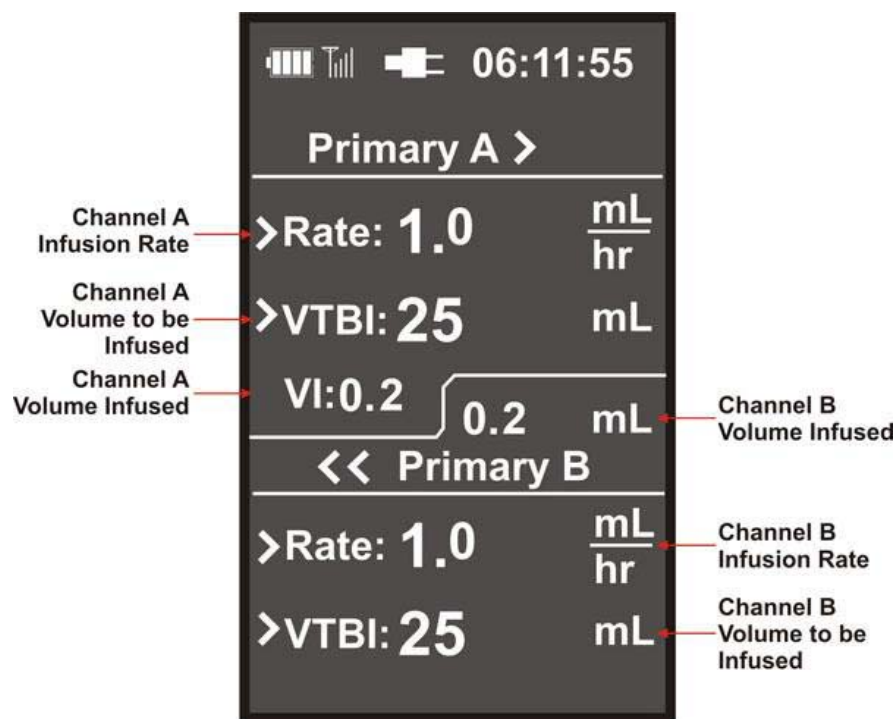 06:11:55
Primary A >
Channel A
Infusion Rate
>Rate: 1.0 mL/hr
Channel A
Volume to be
Infused
>VTBI: 25 mL
Channel A
Volume Infused
VI:0.2
0.2 mL
Channel B
Volume Infused
<< Primary B
>Rate: 1.0 mL/hr
Channel B
Infusion Rate
>VTBI: 25 mL
Channel B
Volume to be
Infused